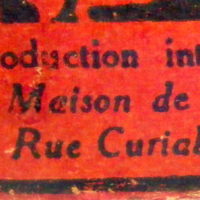 oduction int
Maison de
Rue Curial